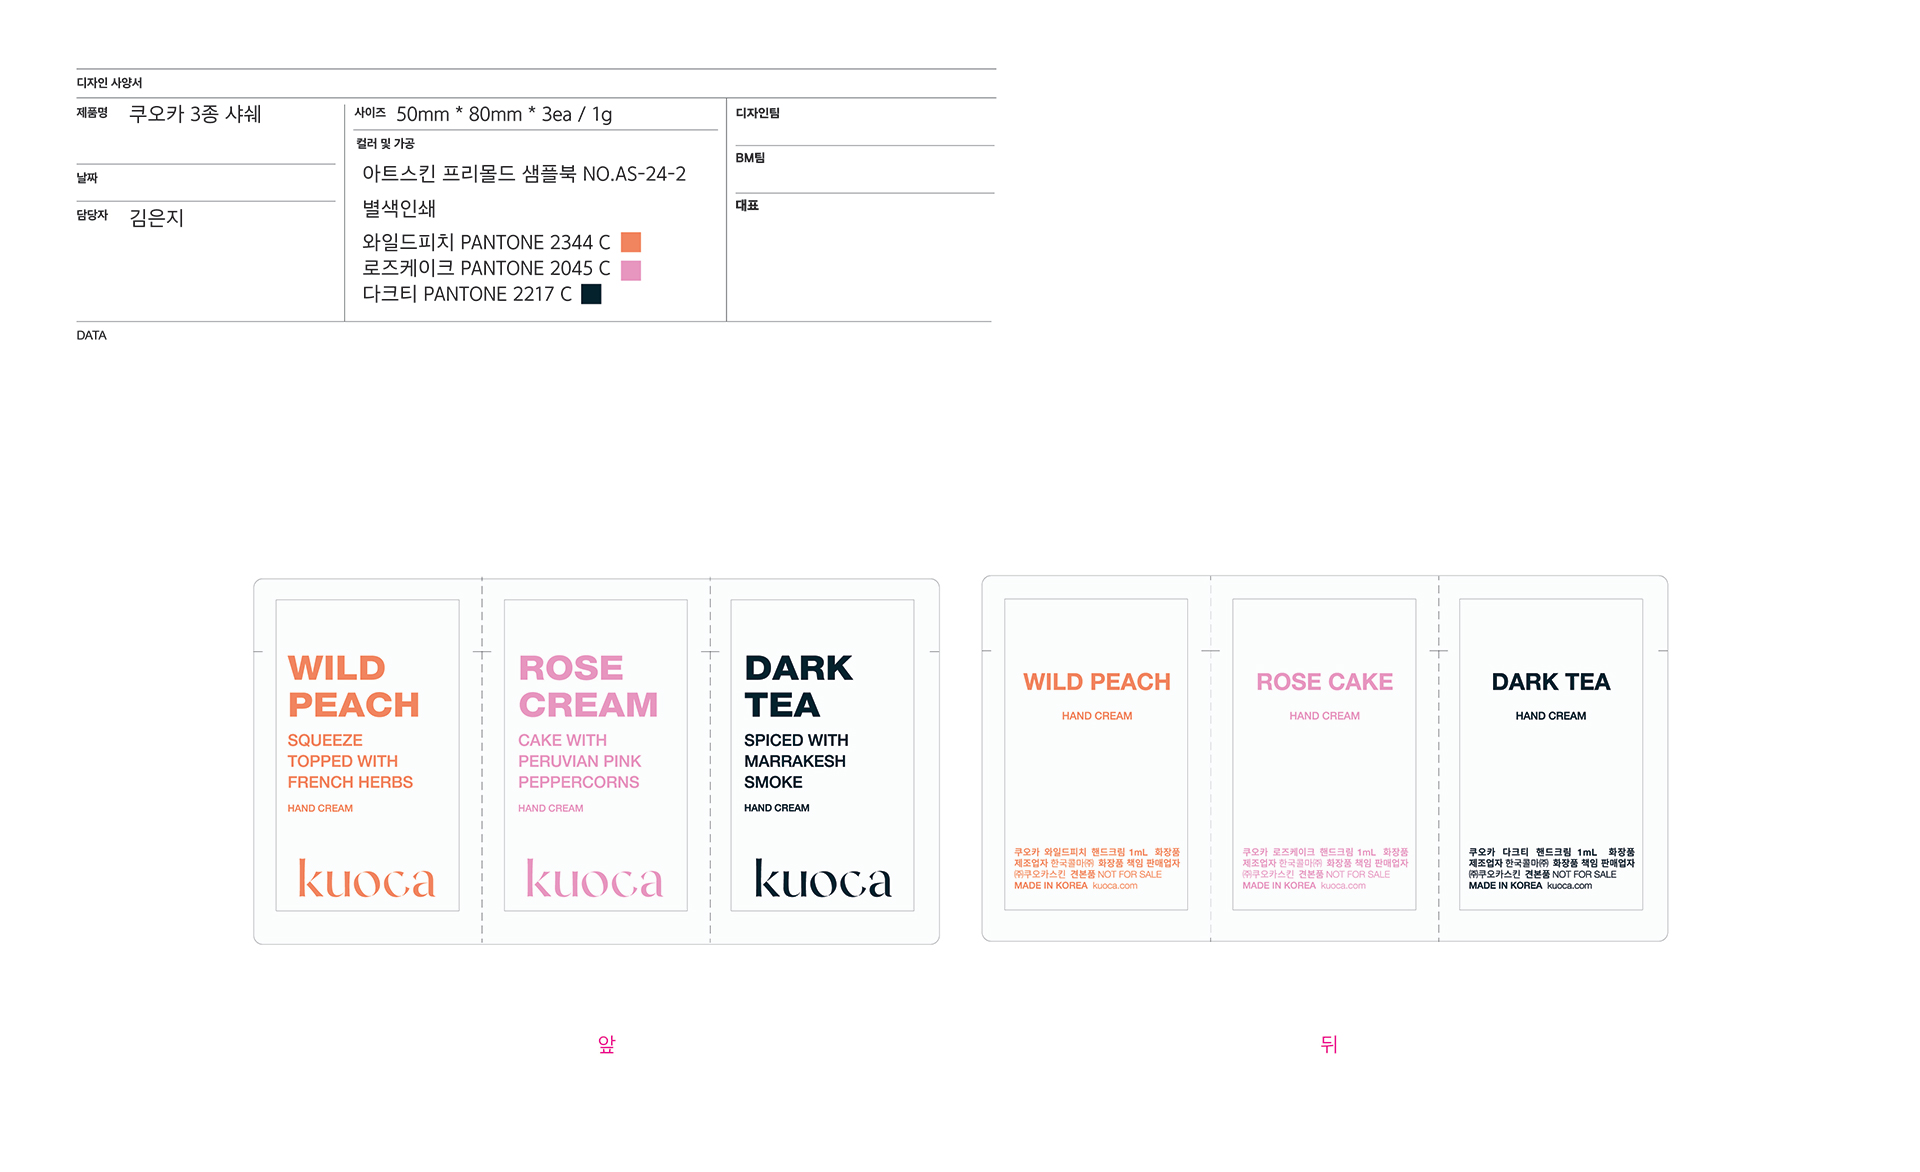 디자인 사양서
제품명 쿠오카 3종 샤쉐
날짜
담당자 김은지
사이즈 50mm * 80mm * 3ea / 1g
컬러 및 가공
아트스킨 프리몰드 샘플북 NO.AS-24-2
별색인쇄
와일드피치 PANTONE 2344 C
로즈케이크 PANTONE 2045 C
다크티 PANTONE 2217 C
디자인팀
BM팀
대표
DATA
WILD
PEACH
SQUEEZE
TOPPED WITH
FRENCH HERBS
HAND CREAM
kuoca
ROSE
CREAM
CAKE WITH
PERUVIAN PINK
PEPPERCORNS
HAND CREAM
kuoca
DARK
TEA
SPICED WITH
MARRAKESH
SMOKE
HAND CREAM
kuoca
WILD PEACH
HAND CREAM
쿠오카 와일드피치 핸드크림 1mL 화장품
제조업자 한국콜마㈜ 화장품 책임 판매업자
㈜쿠오카스킨 견본품 NOT FOR SALE
MADE IN KOREA kuoca.com
ROSE CAKE
HAND CREAM
쿠오카 로즈케이크 핸드크림 1mL 화장품
제조업자 한국콜마㈜ 화장품 책임 판매업자
㈜쿠오카스킨 견본품 NOT FOR SALE
MADE IN KOREA kuoca.com
DARK TEA
HAND CREAM
쿠오카 다크티 핸드크림 1mL 화장품
제조업자 한국콜마㈜ 화장품 책임 판매업자
㈜쿠오카스킨 견본품 NOT FOR SALE
MADE IN KOREA kuoca.com
앞
뒤